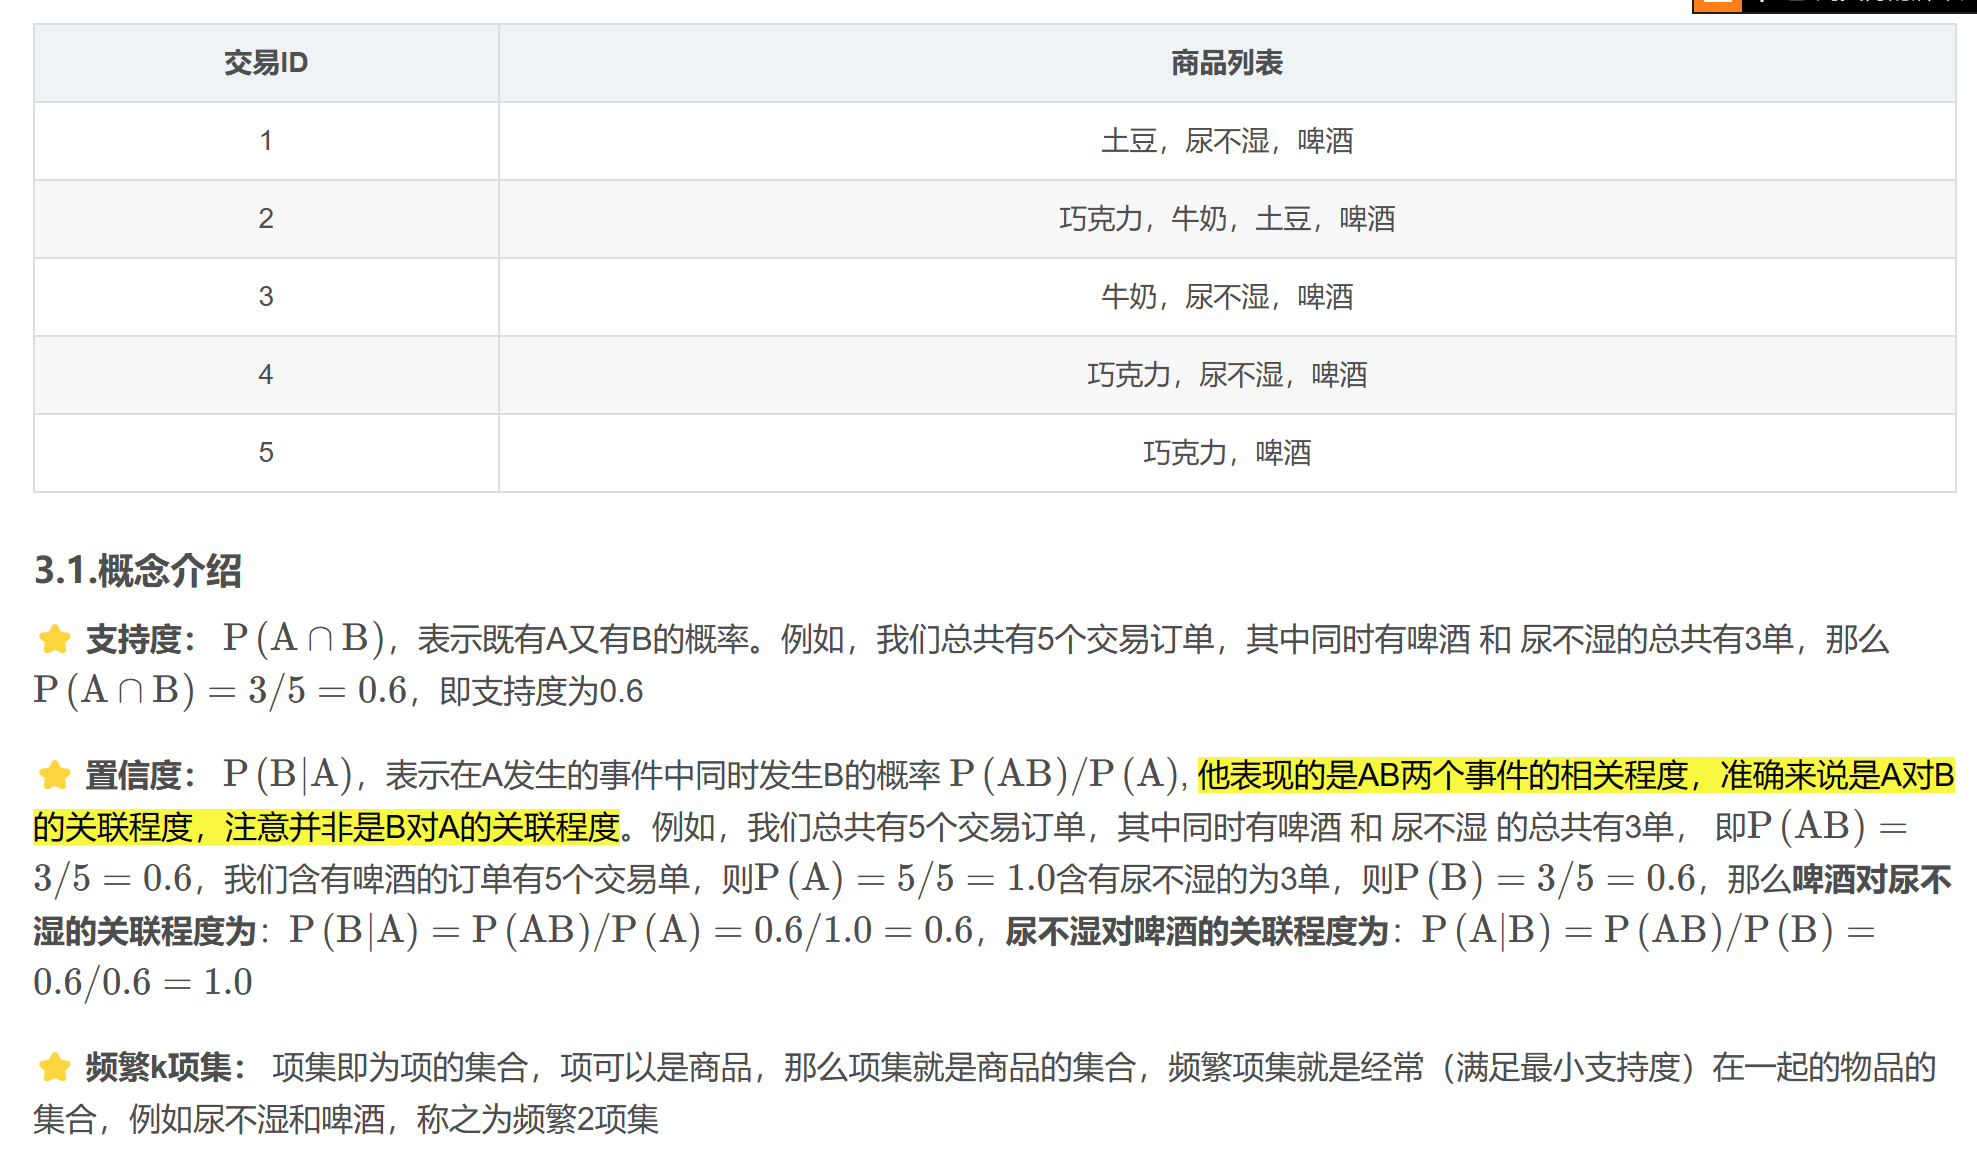 交易ID 商品列表
1 土豆，尿不湿，啤酒
2 巧克力，牛奶，土豆，啤酒
3 牛奶，尿不湿，啤酒
4 巧克力，尿不湿，啤酒
5 巧克力，啤酒
3.1.概念介绍
支持度： P (A ∩ B)，表示既有A又有B的概率。例如，我们总共有5个交易订单，其中同时有啤酒 和 尿不湿的总共有3单，那么
P (A ∩ B) = 3/5 = 0.6，即支持度为0.6
置信度： P (B|A)，表示在A发生的事件中同时发生B的概率 P (AB)/P (A), 他表现的是AB两个事件的相关程度，准确来说是A对B
的关联程度，注意并非是B对A的关联程度。例如，我们总共有5个交易订单，其中同时有啤酒 和 尿不湿 的总共有3单， 即P (AB) =
3/5 = 0.6，我们含有啤酒的订单有5个交易单，则P (A) = 5/5 = 1.0含有尿不湿的为3单，则P (B) = 3/5 = 0.6，那么啤酒对尿不
湿的关联程度为：P (B|A) = P (AB)/P (A) = 0.6/1.0 = 0.6，尿不湿对啤酒的关联程度为：P (A|B) = P (AB)/P (B) =
0.6/0.6 = 1.0
频繁k项集： 项集即为项的集合，项可以是商品，那么项集就是商品的集合，频繁项集就是经常（满足最小支持度）在一起的物品的
集合，例如尿不湿和啤酒，称之为频繁2项集